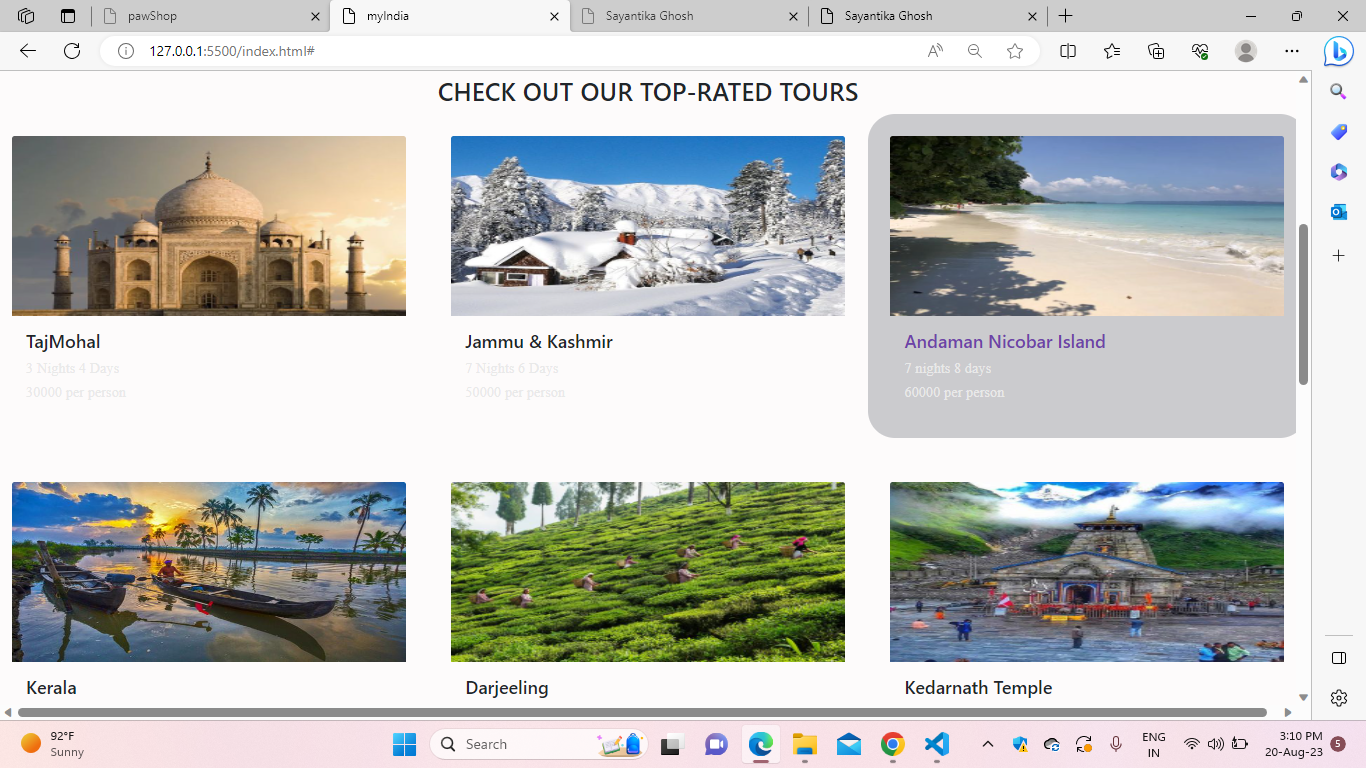 pawShop
myIndia
Sayantika Ghosh
Sayantika Ghosh
127.0.0.1:5500/index.html#
CHECK OUT OUR TOP-RATED TOURS
TajMohal
3 Nights 4 Days
30000 per person
Jammu & Kashmir
7 Nights 6 Days
50000 per person
Andaman Nicobar Island
7 nights 8 days
60000 per person
Kerala
Darjeeling
Kedarnath Temple
92°F
Sunny
Search
ENG
IN
3:10 PM
20-Aug-23
5